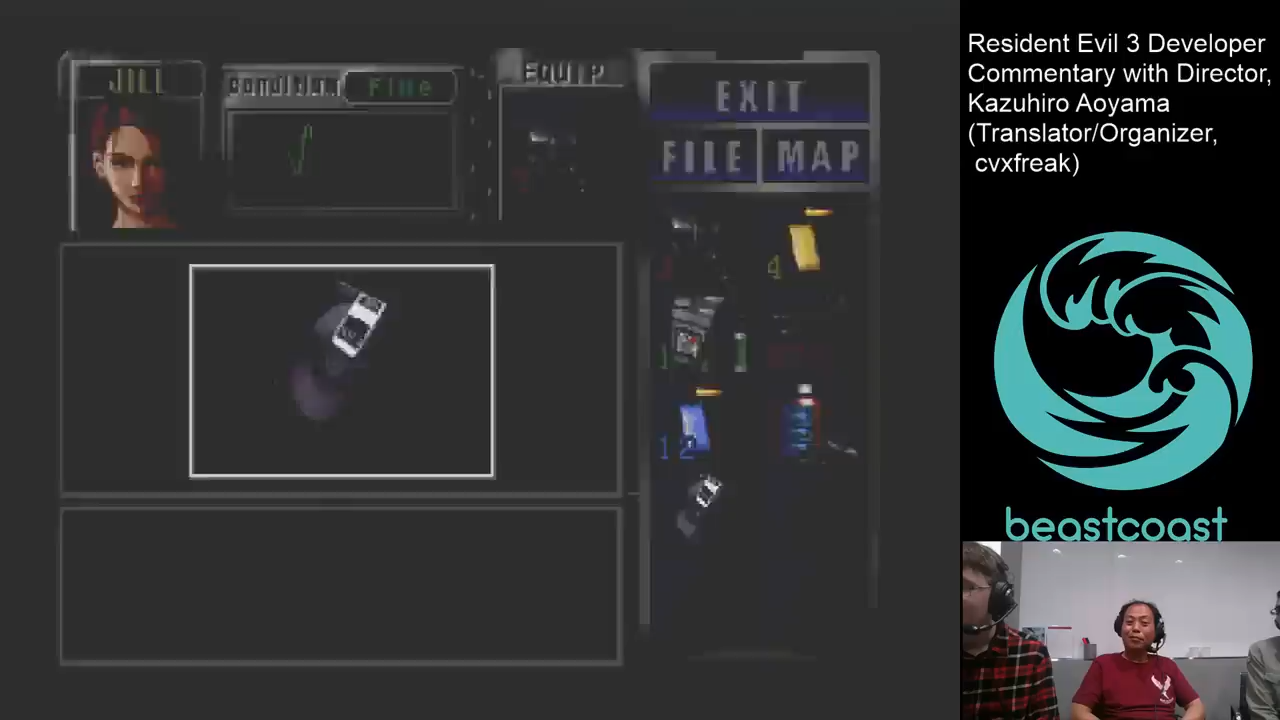 JILL
condition
Fine
EQUIP
EXIT
FILE
MAP
4
12
Resident Evil 3 Developer
Commentary with Director,
Kazuhiro Aoyama
(Translator/Organizer,
cvxfreak)
beastcoast